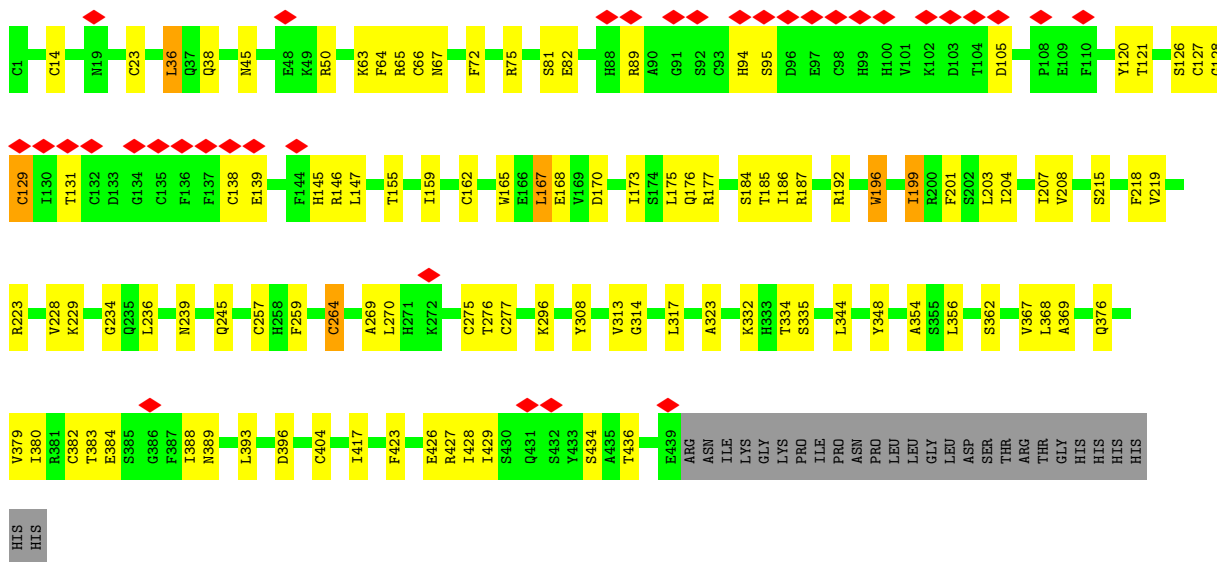 C1 C14 N19 C23 L36 Q37 Q38 N45 E48 K49 R50 K63 F64 R65 C66 N67 F72 R75 S81 E82 H88 R89 A90 G91 S92 C93 H94 S95 D96 E97 C98 H99 H100 V101 K102 D103 T104 D105 P108 E109 F110 Y120 T121 S126 C127 G128
C129 I130 T131 C132 D133 G134 C135 F136 F137 C138 E139 F144 H145 R146 L147 T155 I159 C162 W165 E166 L167 E168 V169 D170 I173 S174 L175 Q176 R177 S184 T185 I186 R187 R192 W196 I199 R200 F201 S202 L203 I204 I207 V208 S215 F218 V219
R223 V228 K229 G234 Q235 L236 N239 Q245 C257 H258 F259 C264 A269 L270 H271 K272 C275 T276 C277 K296 Y308 V313 G314 L317 A323 K332 H333 T334 S335 L344 Y348 A354 S355 L356 S362 V367 L368 A369 Q376
V379 I380 R381 C382 T383 E384 S385 G386 F387 I388 N389 L393 D396 C404 I417 F423 E426 R427 I428 I429 S430 Q431 S432 Y433 S434 A435 T436 E439 ARG ASN ILE LYS GLY LYS PRO ILE PRO ASN PRO LEU LEU GLY LEU ASP SER THR ARG THR GLY HIS HIS HIS HIS
HIS HIS